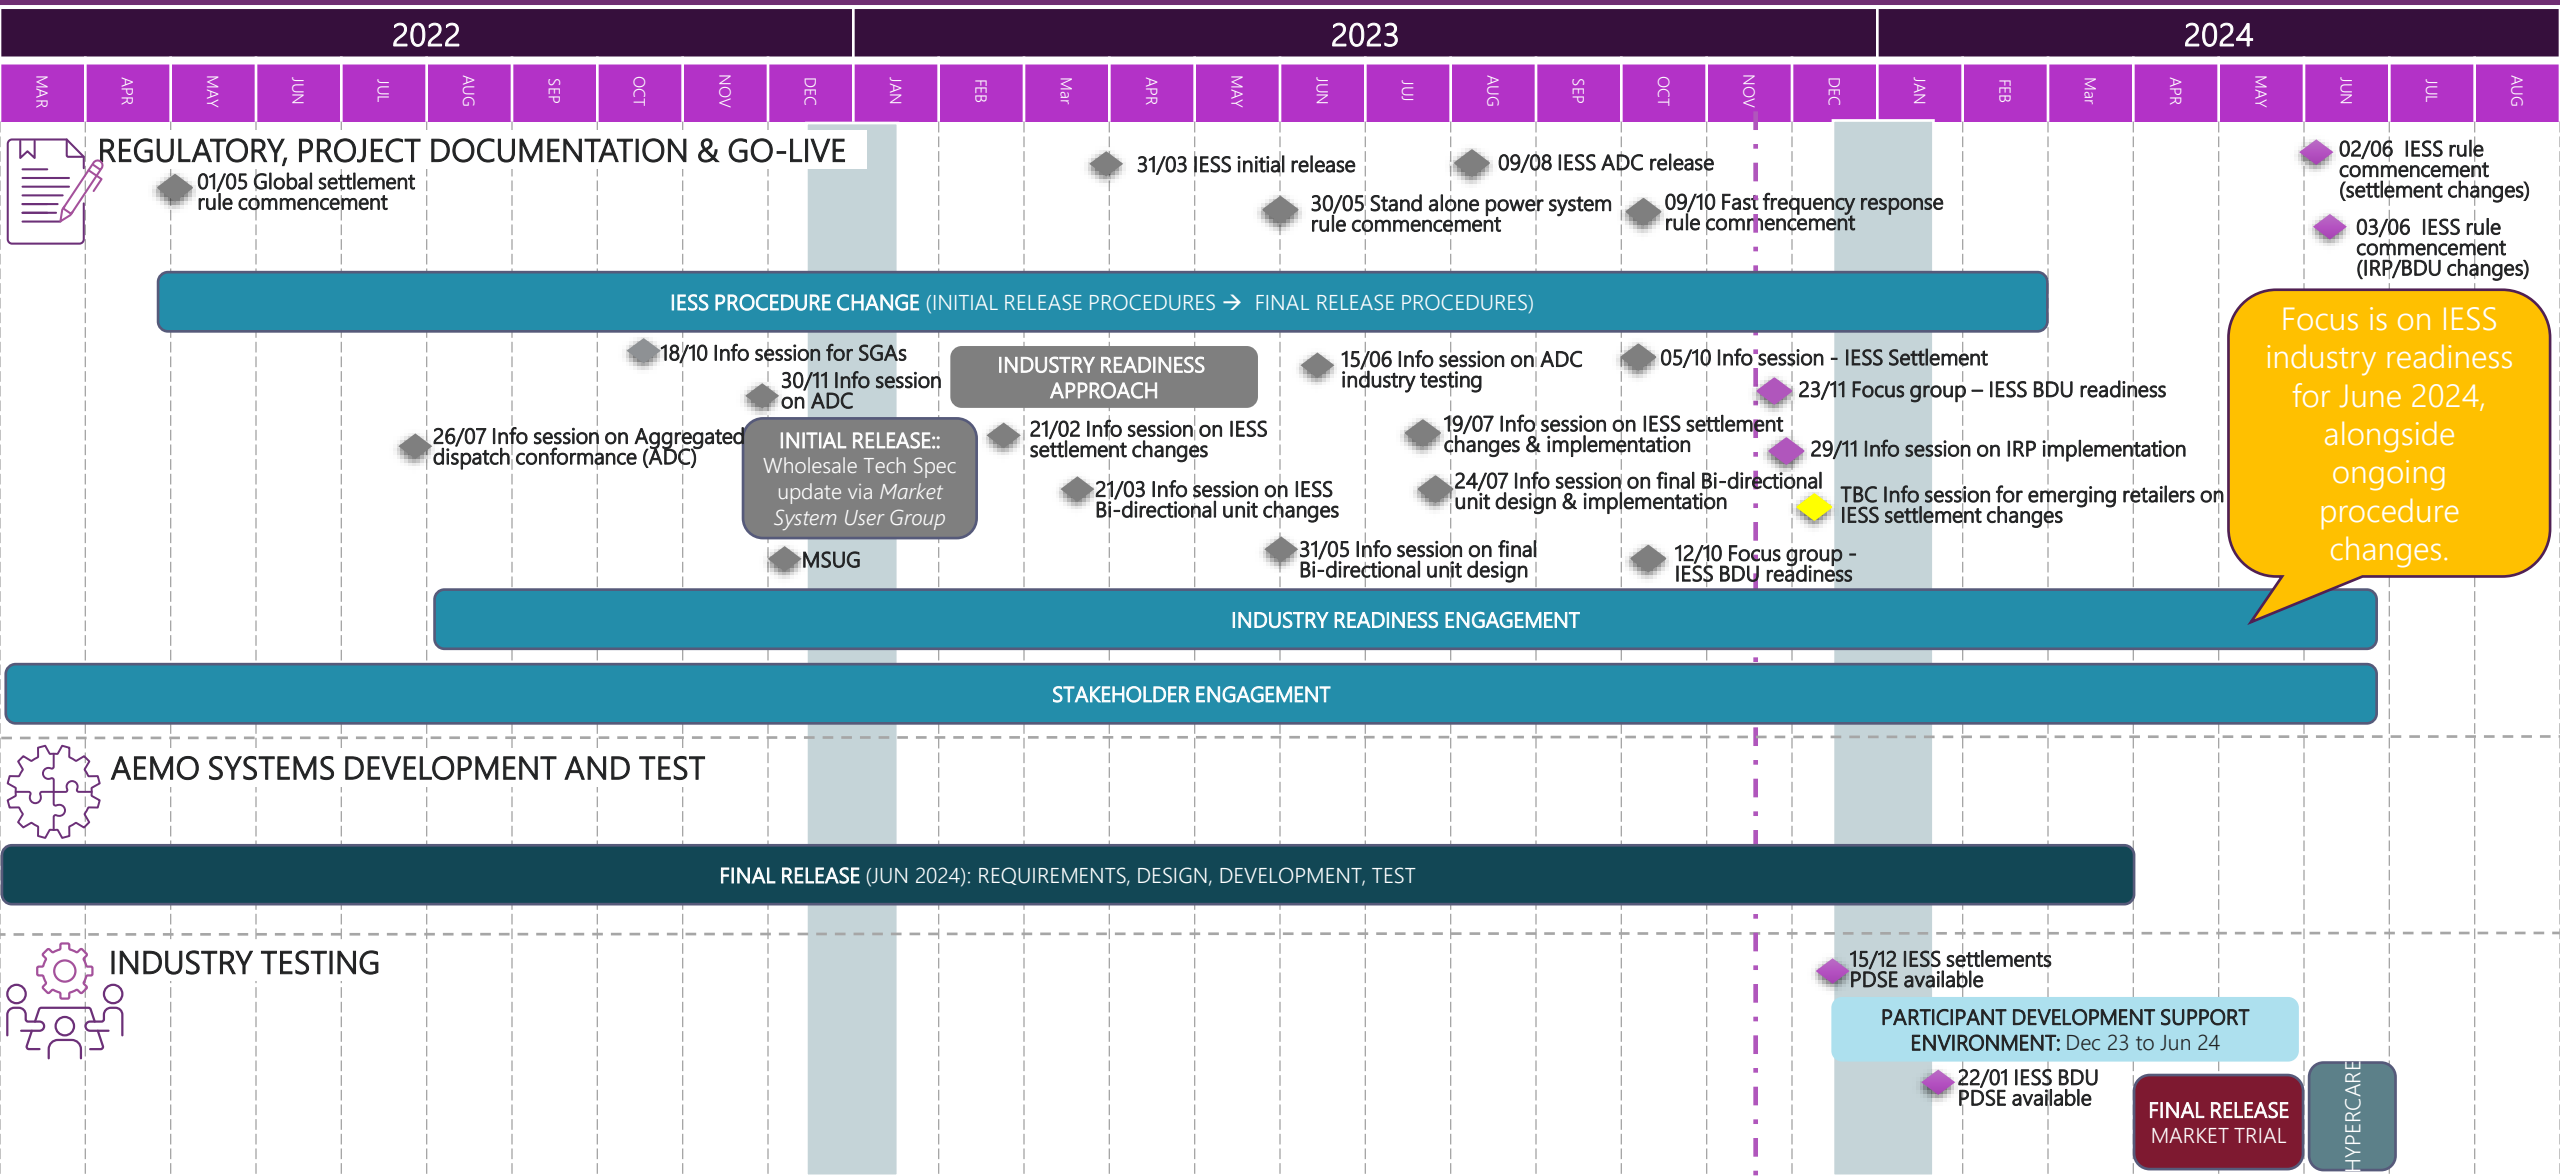 2022
2023
2024
MAR
APR
MAY
JUN
JUL
AUG
SEP
OCT
NOV
DEC
JAN
FEB
Mar
APR
MAY
JUN
JUJ
AUG
SEP
OCT
NOV
DEC
JAN
FEB
Mar
APR
MAY
JUN
JUL
AUG
REGULATORY, PROJECT DOCUMENTATION & GO-LIVE
01/05 Global settlement
rule commencement
31/03 IESS initial release
30/05 Stand alone power system
rule commencement
09/08 IESS ADC release
09/10 Fast frequency response
rule commencement
02/06 IESS rule
commencement
(settlement changes)
03/06 IESS rule
commencement
(IRP/BDU changes)
IESS PROCEDURE CHANGE (INITIAL RELEASE PROCEDURES → FINAL RELEASE PROCEDURES)
Focus is on IESS
industry readiness
for June 2024,
alongside
ongoing
procedure
changes.
18/10 Info session for SGAs
30/11 Info session
on ADC
26/07 Info session on Aggregated
dispatch conformance (ADC)
INITIAL RELEASE::
Wholesale Tech Spec
update via Market
System User Group
MSUG
INDUSTRY READINESS
APPROACH
21/02 Info session on IESS
settlement changes
21/03 Info session on IESS
Bi-directional unit changes
15/06 Info session on ADC
industry testing
19/07 Info session on IESS settlement
changes & implementation
24/07 Info session on final Bi-directional
unit design & implementation
31/05 Info session on final
Bi-directional unit design
05/10 Info session - IESS Settlement
23/11 Focus group – IESS BDU readiness
29/11 Info session on IRP implementation
TBC Info session for emerging retailers on
IESS settlement changes
12/10 Focus group -
IESS BDU readiness
INDUSTRY READINESS ENGAGEMENT
STAKEHOLDER ENGAGEMENT
AEMO SYSTEMS DEVELOPMENT AND TEST
FINAL RELEASE (JUN 2024): REQUIREMENTS, DESIGN, DEVELOPMENT, TEST
INDUSTRY TESTING
15/12 IESS settlements
PDSE available
PARTICIPANT DEVELOPMENT SUPPORT
ENVIRONMENT: Dec 23 to Jun 24
22/01 IESS BDU
PDSE available
FINAL RELEASE
MARKET TRIAL
HYPERCARE